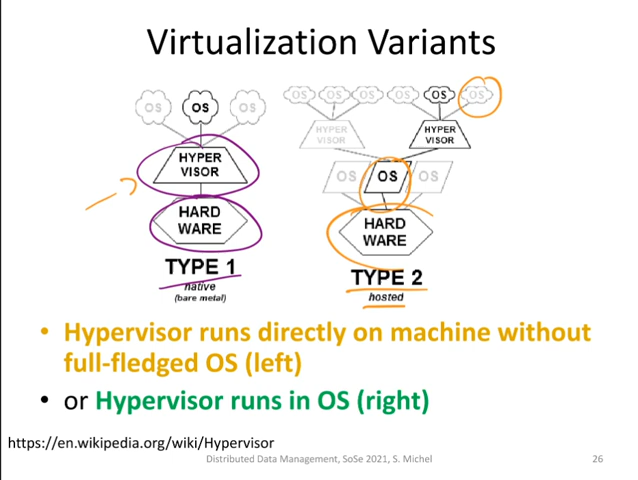 Virtualization Variants
OS OS OS
HYPER
VISOR
HARD
WARE
TYPE 1
native
(bare metal)
OS OS OS OS OS OS
HYPER
VISOR
HYPER
VISOR
OS OS OS
HARD
WARE
TYPE 2
hosted
• Hypervisor runs directly on machine without
full-fledged OS (left)
• or Hypervisor runs in OS (right)
https://en.wikipedia.org/wiki/Hypervisor
Distributed Data Management, SoSe 2021, S. Michel 26